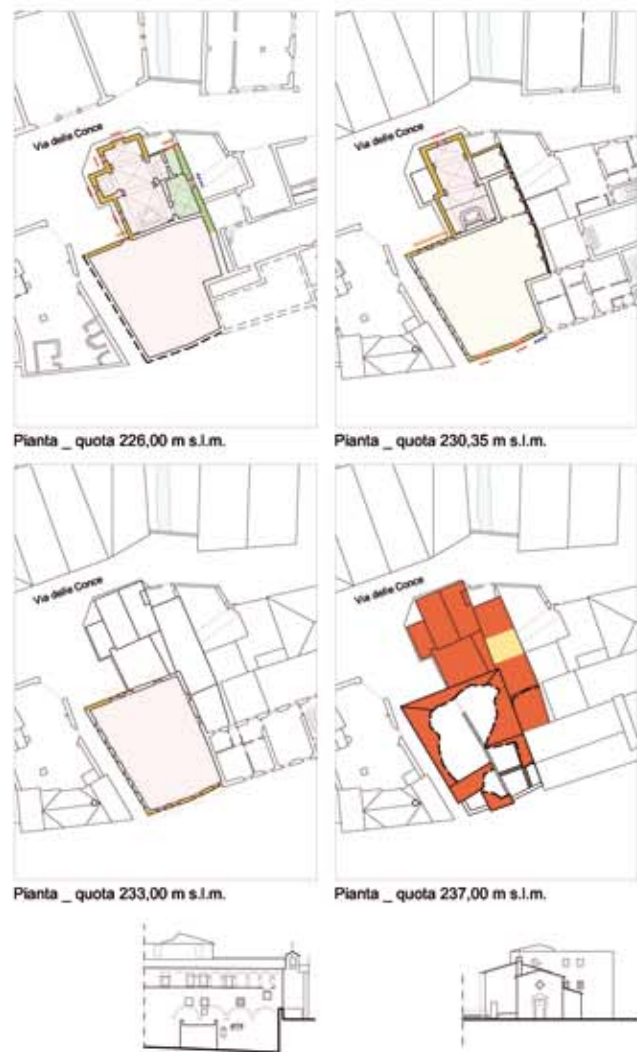 Via delle Conce
Via delle Conce
Pianta _ quota 226,00 m s.l.m.
Pianta _ quota 230,35 m s.l.m.
Via delle Conce
Via delle Conce
Pianta _ quota 233,00 m s.l.m.
Pianta _ quota 237,00 m s.l.m.